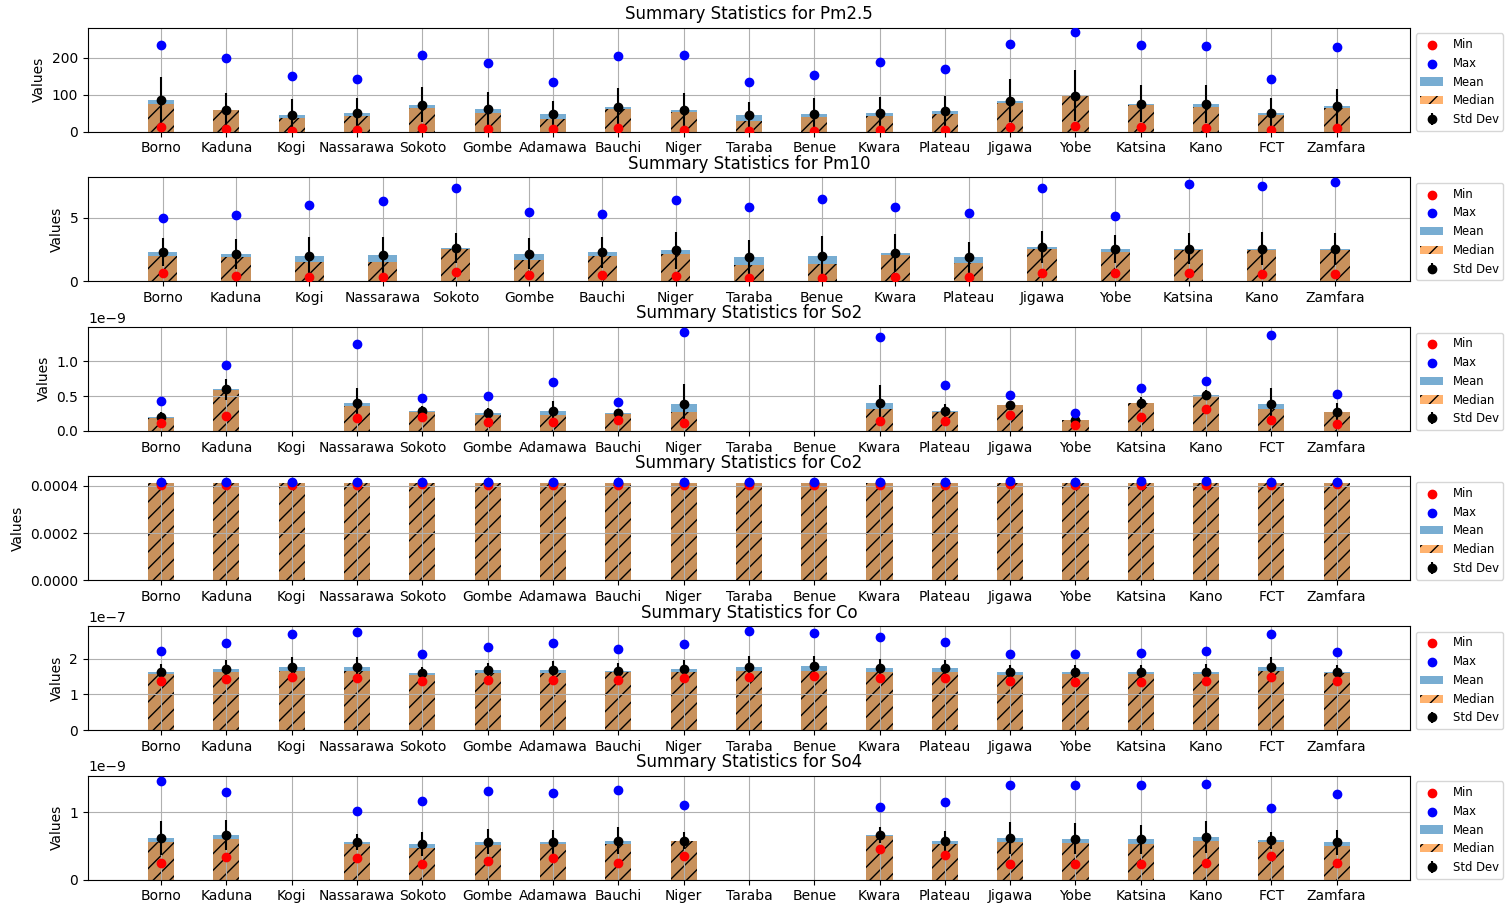 Summary Statistics for Pm2.5
Values
200
100
0
Borno Kaduna Kogi Nassarawa Sokoto Gombe Adamawa Bauchi Niger Taraba Benue Kwara Plateau Jigawa Yobe Katsina Kano FCT Zamfara
Min
Max
Mean
Median
Std Dev
Summary Statistics for Pm10
Values
5
0
Borno Kaduna Kogi Nassarawa Sokoto Gombe Bauchi Niger Taraba Benue Kwara Plateau Jigawa Yobe Katsina Kano Zamfara
Min
Max
Mean
Median
Std Dev
1e−9
Summary Statistics for So2
Values
1.0
0.5
0.0
Borno Kaduna Kogi Nassarawa Sokoto Gombe Adamawa Bauchi Niger Taraba Benue Kwara Plateau Jigawa Yobe Katsina Kano FCT Zamfara
Min
Max
Mean
Median
Std Dev
Summary Statistics for Co2
Values
0.0004
0.0002
0.0000
Borno Kaduna Kogi Nassarawa Sokoto Gombe Adamawa Bauchi Niger Taraba Benue Kwara Plateau Jigawa Yobe Katsina Kano FCT Zamfara
Min
Max
Mean
Median
Std Dev
1e−7
Summary Statistics for Co
Values
2
1
0
Borno Kaduna Kogi Nassarawa Sokoto Gombe Adamawa Bauchi Niger Taraba Benue Kwara Plateau Jigawa Yobe Katsina Kano FCT Zamfara
Min
Max
Mean
Median
Std Dev
1e−9
Summary Statistics for So4
Values
1
0
Borno Kaduna Kogi Nassarawa Sokoto Gombe Adamawa Bauchi Niger Taraba Benue Kwara Plateau Jigawa Yobe Katsina Kano FCT Zamfara
Min
Max
Mean
Median
Std Dev